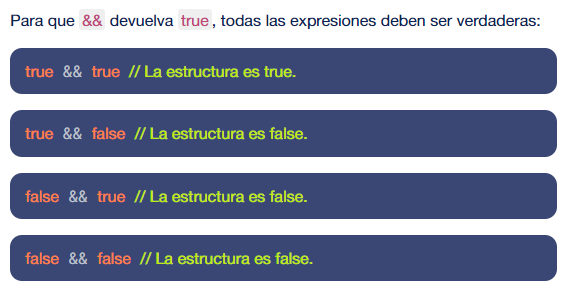 Para que && devuelva true, todas las expresiones deben ser verdaderas:
true && true // La estructura es true.
true && false // La estructura es false.
false && true // La estructura es false.
false && false // La estructura es false.